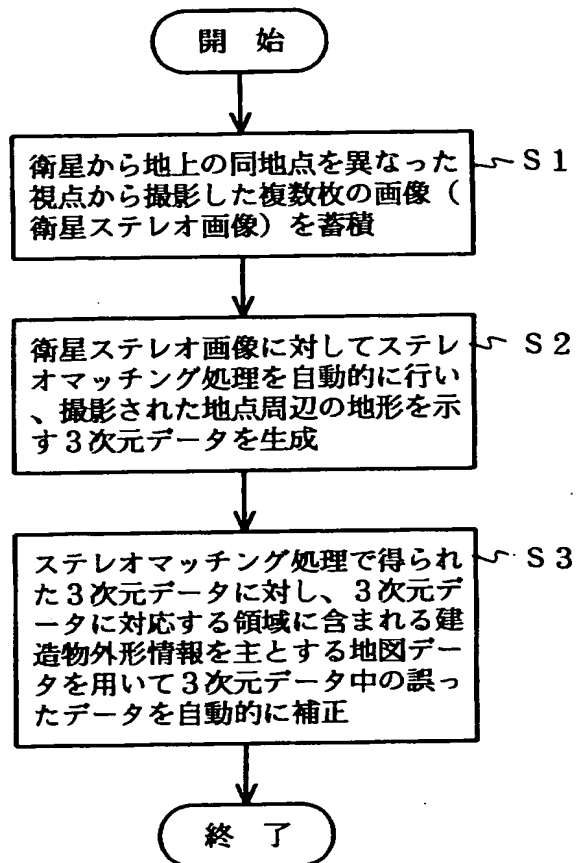 開 始
衛星から地上の同地点を異なった
視点から撮影した複数枚の画像（
衛星ステレオ画像）を蓄積
S1
衛星ステレオ画像に対してステレ
オマッチング処理を自動的に行い
、撮影された地点周辺の地形を示
す3次元データを生成
S2
ステレオマッチング処理で得られ
た3次元データに対し、3次元デ
ータに対応する領域に含まれる建
造物外形情報を主とする地図デー
タを用いて3次元データ中の誤っ
たデータを自動的に補正
S3
終 了